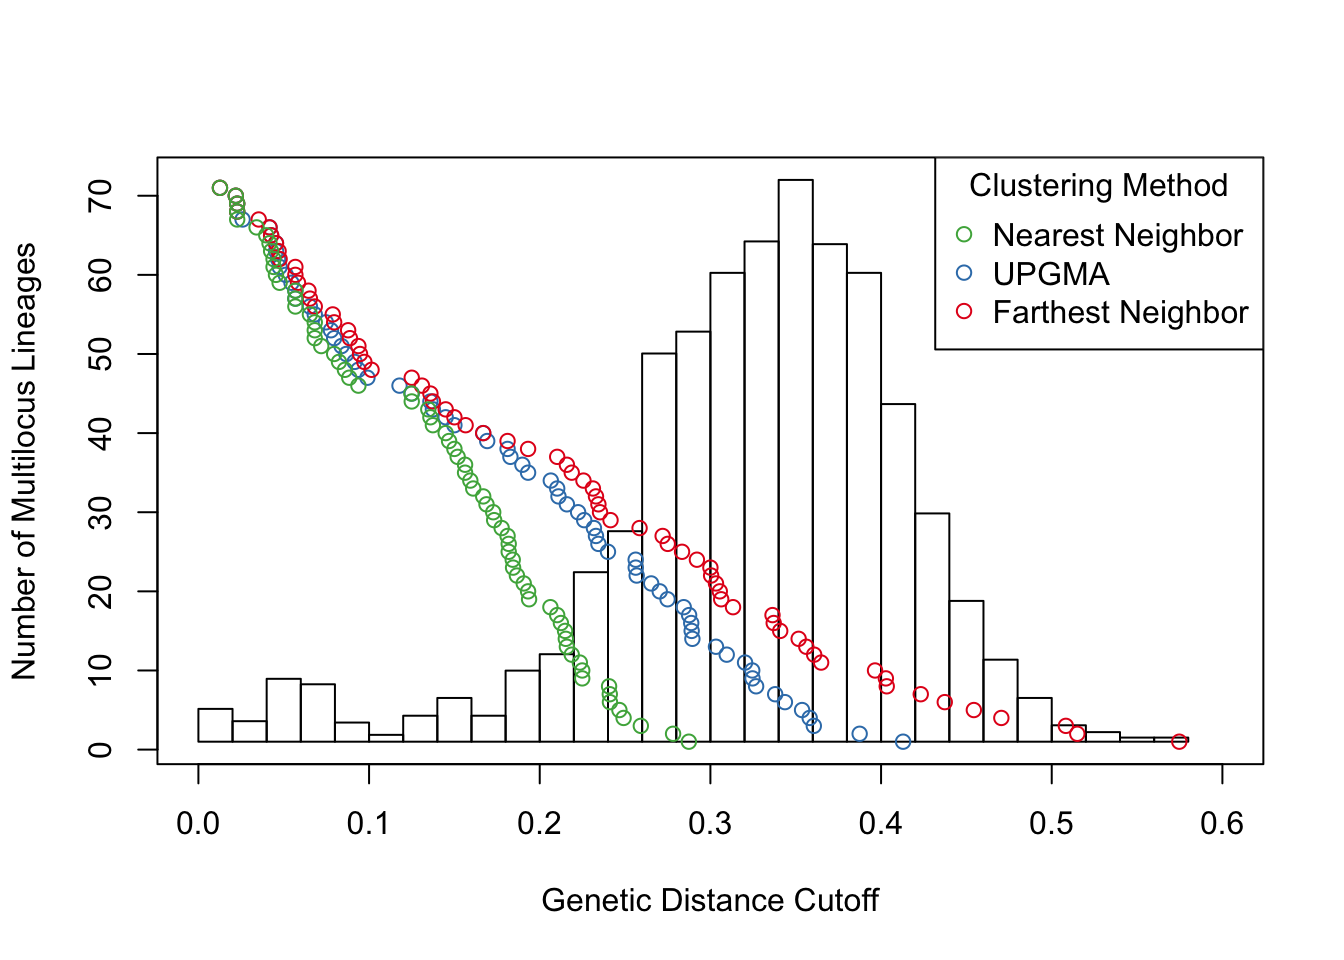 Clustering Method
Nearest Neighbor
UPGMA
Farthest Neighbor
Number of Multilocus Lineages
70
60
50
40
30
20
10
0
0.0 0.1 0.2 0.3 0.4 0.5 0.6
Genetic Distance Cutoff